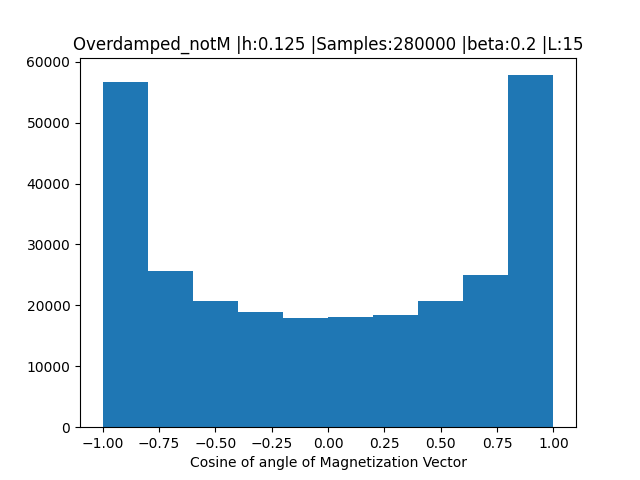 Overdamped_notM |h:0.125 |Samples:280000 |beta:0.2 |L:15
60000
50000
40000
30000
20000
10000
0
−1.00 −0.75 −0.50 −0.25 0.00 0.25 0.50 0.75 1.00
Cosine of angle of Magnetization Vector